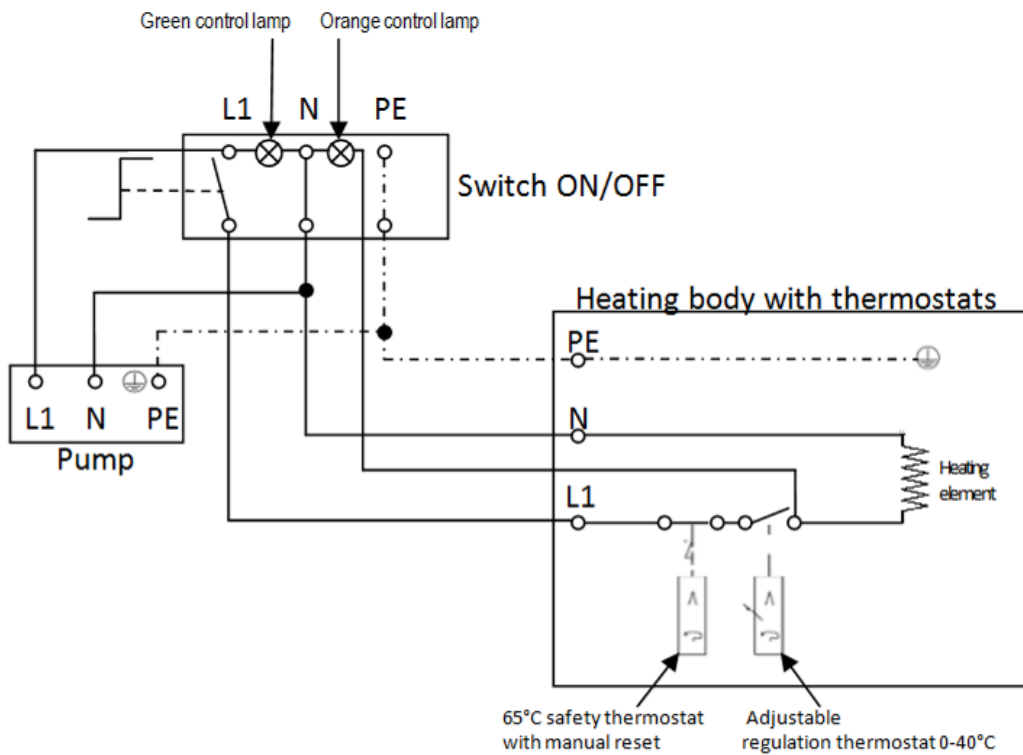 Green control lamp
Orange control lamp
L1 N PE
Switch ON/OFF
Heating body with thermostats
PE
N
L1
L1 N PE
Pump
Heating
element
65°C safety thermostat
with manual reset
Adjustable
regulation thermostat 0-40°C